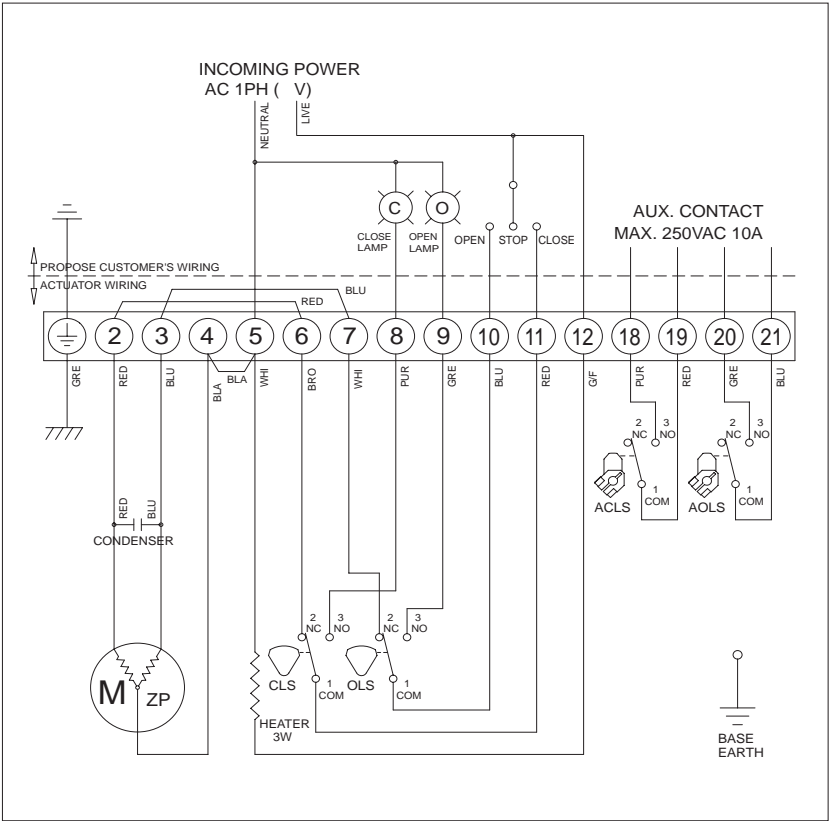 INCOMING POWER
AC 1PH (   V)
NEUTRAL
LIVE
C
O
CLOSE
LAMP
OPEN
LAMP
OPEN
STOP
CLOSE
AUX. CONTACT
MAX. 250VAC 10A
PROPOSE CUSTOMER'S WIRING
ACTUATOR WIRING
BLU
RED
2
3
4
5
6
7
8
9
10
11
12
18
19
20
21
GRE
RED
BLU
BLA
BLA
WHI
BRO
WHI
PUR
GRE
BLU
RED
G/F
PUR
RED
GRE
BLU
2
NC
3
NO
1
COM
ACLS
2
NC
3
NO
1
COM
AOLS
RED
BLU
CONDENSER
2
NC
3
NO
1
COM
CLS
2
NC
3
NO
1
COM
OLS
M
ZP
HEATER
3W
BASE
EARTH